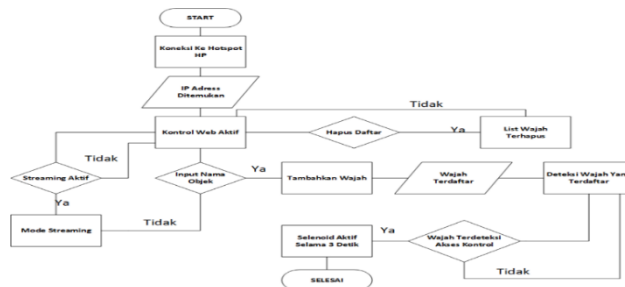 START
Koneksi Ke Hotspot
HP
IP Adress
Ditemukan
Tidak
Kontrol Web Aktif
Hapus Daftar
Ya
List Wajah
Terhapus
Tidak
Streaming Aktif
Input Nama
Objek
Ya
Tambahkan Wajah
Wajah
Terdaftar
Deteksi Wajah Yang
Terdaftar
Ya
Mode Streaming
Tidak
Selenoid Aktif
Selama 3 Detik
Ya
Wajah Terdeteksi
Akses Kontrol
Tidak
SELESAI